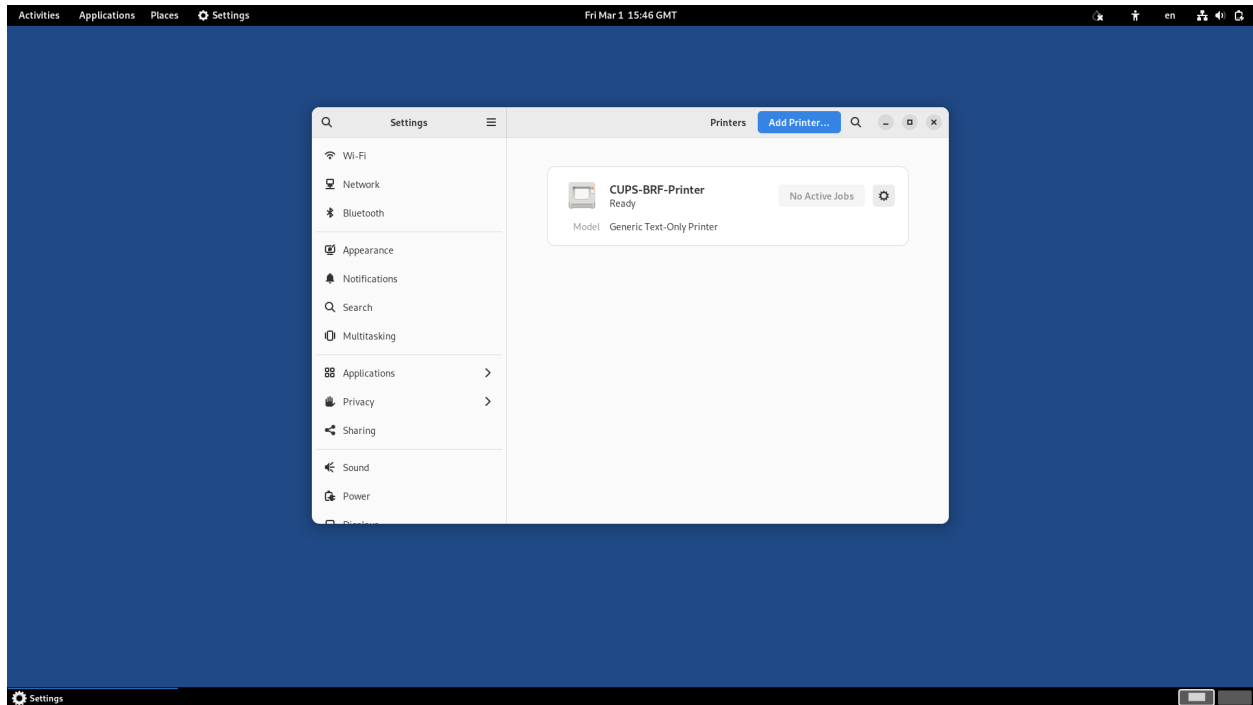 Activities Applications Places Settings Fri Mar 1 15:46 GMT en
Settings Printers Add Printer...
Wi-Fi
Network
Bluetooth
Appearance
Notifications
Search
Multitasking
Applications
Privacy
Sharing
Sound
Power
Displays
CUPS-BRF-Printer
Ready
No Active Jobs
Model Generic Text-Only Printer
Settings